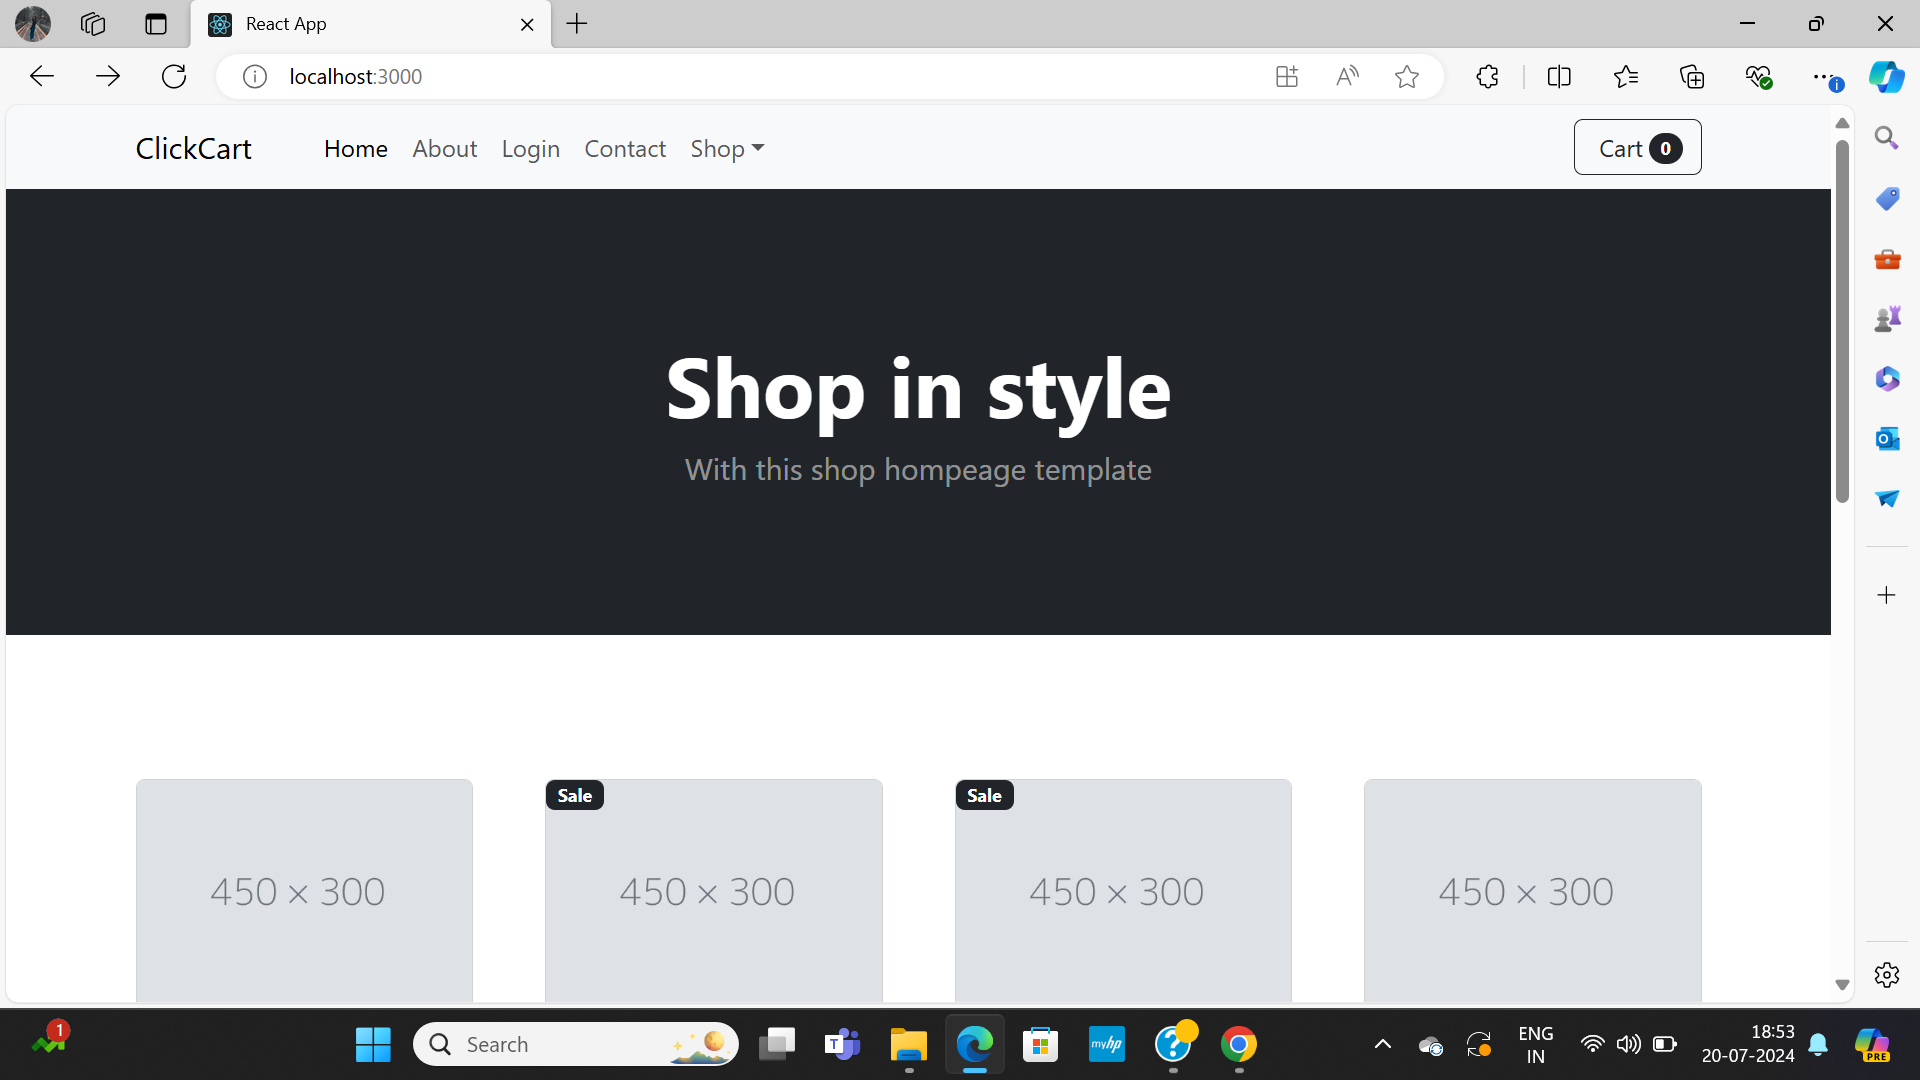 React App
localhost:3000
ClickCart Home About Login Contact Shop Cart 0
Shop in style
With this shop hompeage template
Sale Sale
450 × 300 450 × 300 450 × 300 450 × 300
1 Search T myhp ? ENG 18:53 PRE
IN 20-07-2024